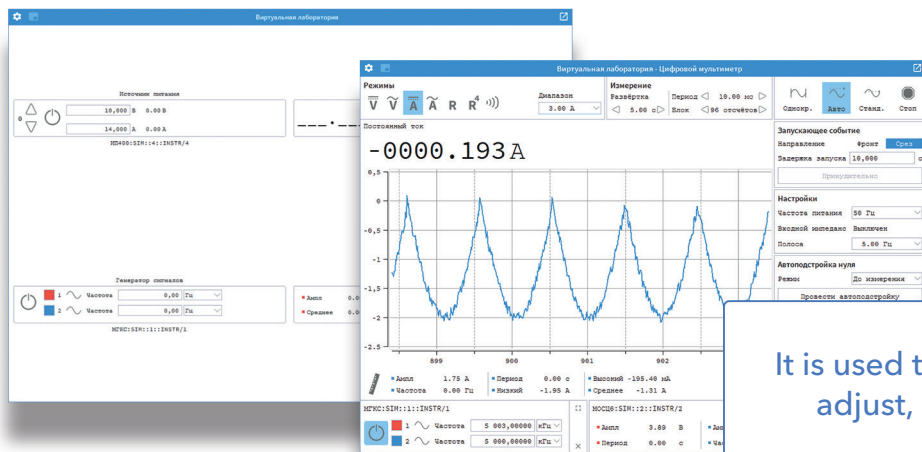 Виртуальная лаборатория
Источник питания
0
10,000 В 0.00 В
14,000 А 0.00 А
ИП400:SIM::4::INSTR/4
Генератор сигналов
1 Частота 0,00 Гц
2 Частота 0,00 Гц
МГКС:SIM::1::INSTR/1
Ампл 0.0
Среднее 0.0
Виртуальная лаборатория - Цифровой мультиметр
Режимы
V V A A R R4
Диапазон
3.00 А
Измерение
Развёртка Период 10.00 мс
5.00 с Блок 96 отсчётов
Однокр. Авто Станд. Стоп
Постоянный ток
-0000.193 А
0,5
0
-0,5
-1
-1,5
-2
-2.5
899 900 901 902
Ампл 1.75 А Период 0.00 с Высокий -195.40 мА
Частота 0.00 Гц Низкий -1.95 А Среднее -1.31 А
Запускающее событие
Направление Фронт Срез
Задержка запуска 10,000 с
Принудительно
Настройки
Частота питания 50 Гц
Входной импеданс Выключен
Полоса 5.00 Гц
Автоподстройка нуля
Режим До измерения
Провести автоподстройку
МГКС:SIM::1::INSTR/1
1 Частота 5 003,00000 кГц
2 Частота 5 000,00000 кГц
МОСЦ6:SIM::2::INSTR/2
Ампл 3.89 В
Период 0.00 с
It is used t
adjust,